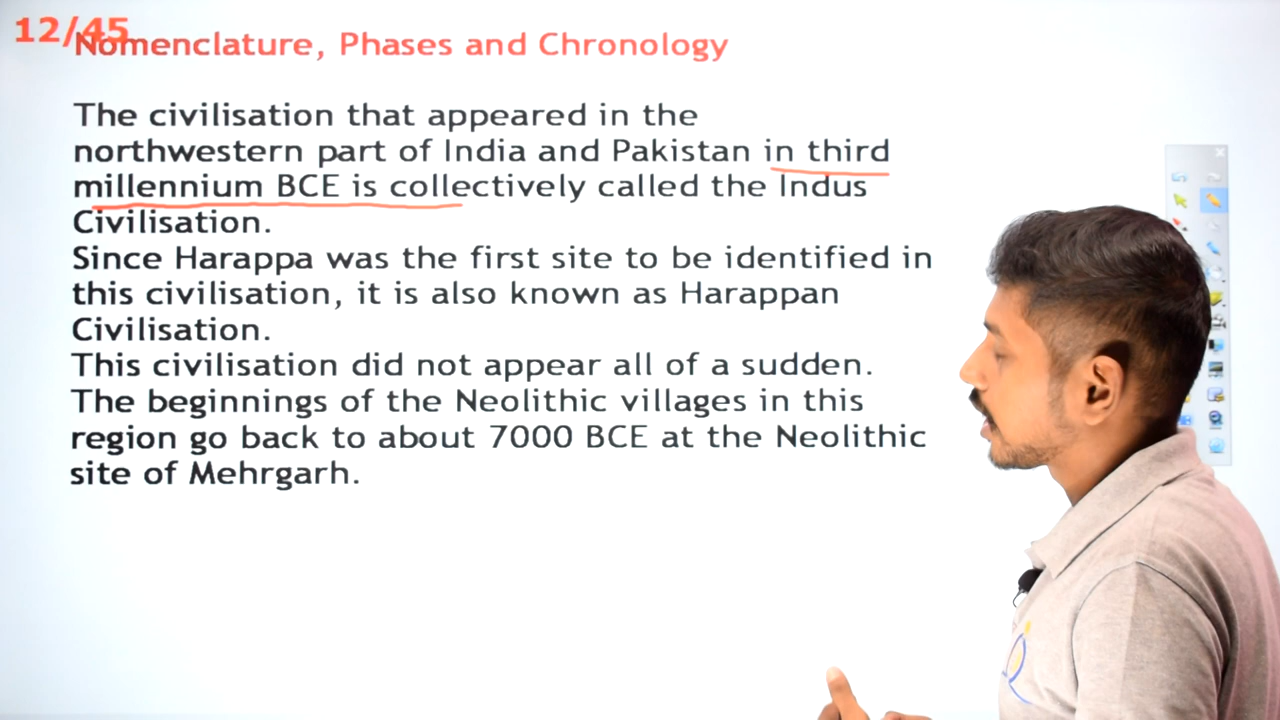 12/45
Nomenclature, Phases and Chronology
The civilisation that appeared in the
northwestern part of India and Pakistan in third
millennium BCE is collectively called the Indus
Civilisation.
Since Harappa was the first site to be identified in
this civilisation, it is also known as Harappan
Civilisation.
This civilisation did not appear all of a sudden.
The beginnings of the Neolithic villages in this
region go back to about 7000 BCE at the Neolithic
site of Mehrgarh.